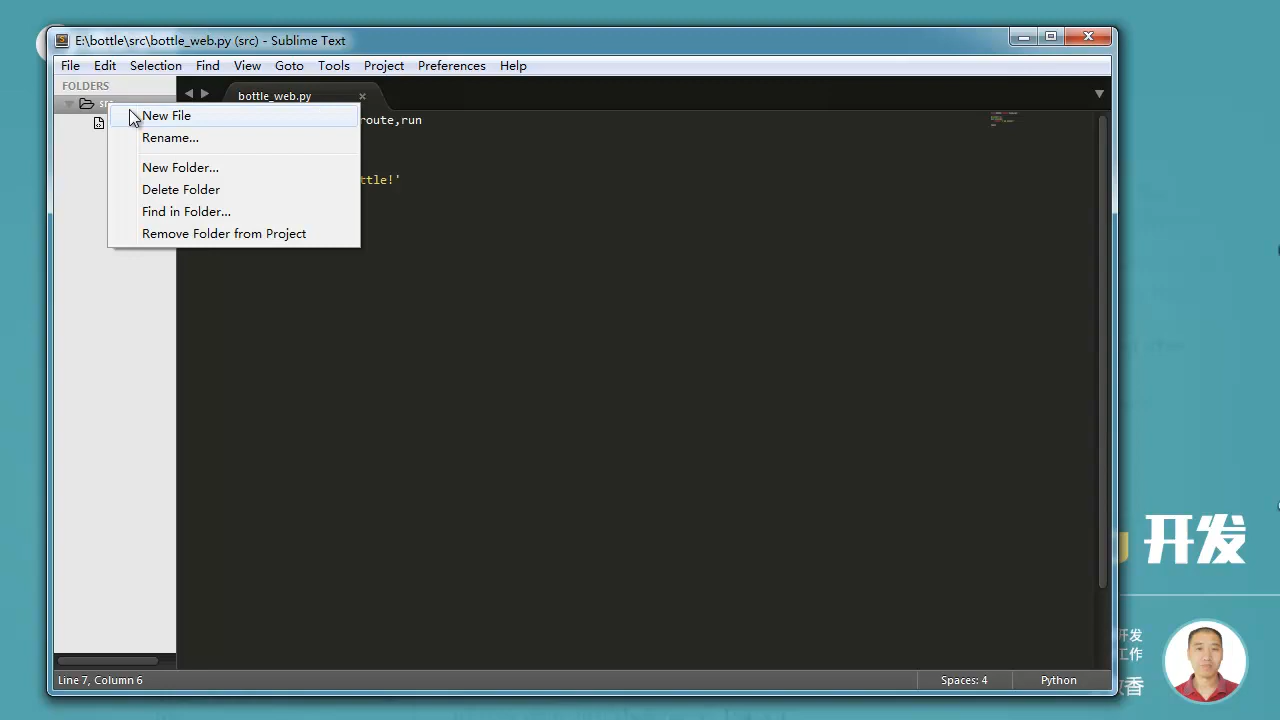 E:\bottle\src\bottle_web.py (src) - Sublime Text
File Edit Selection Find View Goto Tools Project Preferences Help
FOLDERS
bottle_web.py
New File
route,run
Rename...
New Folder...
ttle!'
Delete Folder
Find in Folder...
Remove Folder from Project
开发
开发
工作
Line 7, Column 6
Spaces: 4
Python
香